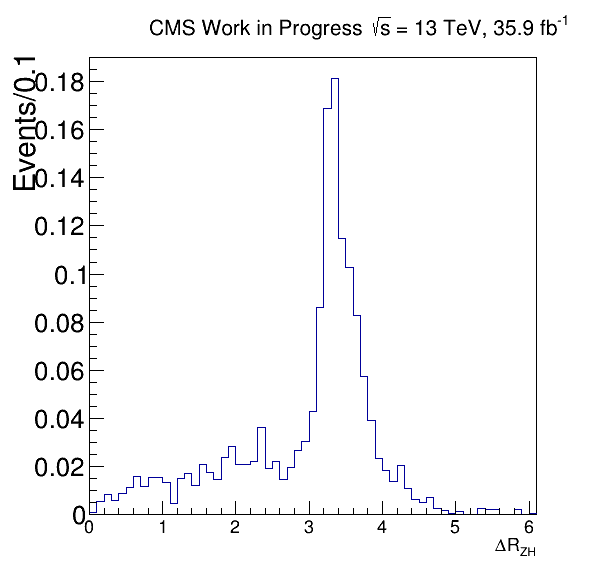 CMS Work in Progress √s = 13 TeV, 35.9 fb⁻¹
Events/0.1
0.18
0.16
0.14
0.12
0.1
0.08
0.06
0.04
0.02
0
0 1 2 3 4 5 6
ΔR_ZH